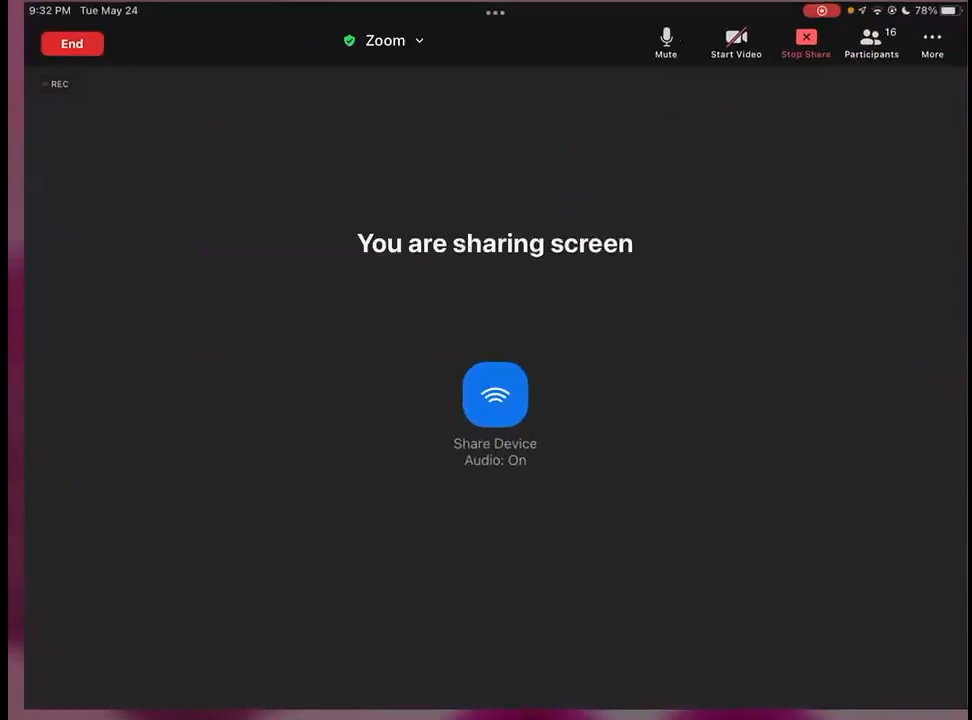 9:32 PM Tue May 24
78%
End
Zoom
Mute
Start Video
Stop Share
Participants
16
More
REC
You are sharing screen
Share Device
Audio: On